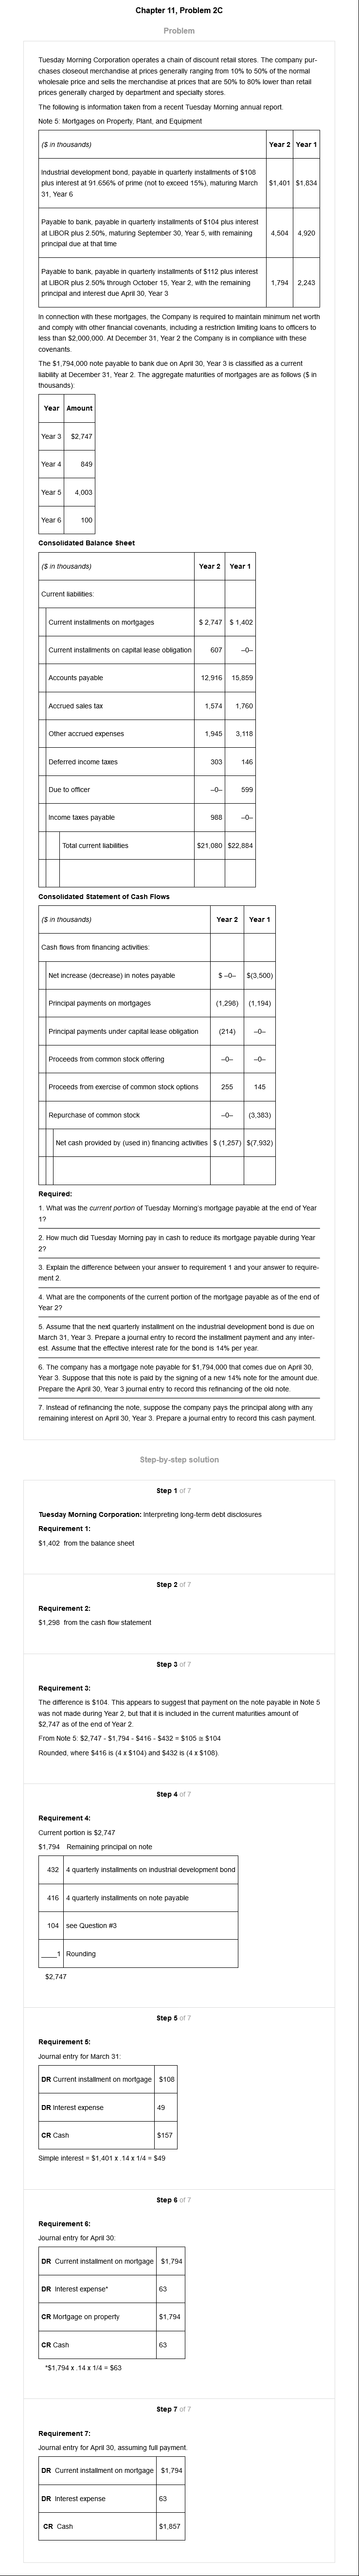 Chapter 11, Problem 2C
Problem
Tuesday Morning Corporation operates a chain of discount retail stores. The company pur-
chases closeout merchandise at prices generally ranging from 10% to 50% of the normal
wholesale price and sells the merchandise at prices that are 50% to 80% lower than retail
prices generally charged by department and specialty stores.
The following is information taken from a recent Tuesday Morning annual report.
Note 5: Mortgages on Property, Plant, and Equipment
($ in thousands) Year 2 Year 1
Industrial development bond, payable in quarterly installments of $108
plus interest at 91.656% of prime (not to exceed 15%), maturing March $1,401 $1,834
31, Year 6
Payable to bank, payable in quarterly installments of $104 plus interest
at LIBOR plus 2.50%, maturing September 30, Year 5, with remaining 4,504 4,920
principal due at that time
Payable to bank, payable in quarterly installments of $112 plus interest
at LIBOR plus 2.50% through October 15, Year 2, with the remaining 1,794 2,243
principal and interest due April 30, Year 3
In connection with these mortgages, the Company is required to maintain minimum net worth
and comply with other financial covenants, including a restriction limiting loans to officers to
less than $2,000,000. At December 31, Year 2 the Company is in compliance with these
covenants.
The $1,794,000 note payable to bank due on April 30, Year 3 is classified as a current
liability at December 31, Year 2. The aggregate maturities of mortgages are as follows ($ in
thousands):
Year Amount
Year 3 $2,747
Year 4 849
Year 5 4,003
Year 6 100
Consolidated Balance Sheet
($ in thousands) Year 2 Year 1
Current liabilities:
Current installments on mortgages $ 2,747 $ 1,402
Current installments on capital lease obligation 607 –0–
Accounts payable 12,916 15,859
Accrued sales tax 1,574 1,760
Other accrued expenses 1,945 3,118
Deferred income taxes 303 146
Due to officer –0– 599
Income taxes payable 988 –0–
Total current liabilities $21,080 $22,884
Consolidated Statement of Cash Flows
($ in thousands) Year 2 Year 1
Cash flows from financing activities:
Net increase (decrease) in notes payable $ –0– $(3,500)
Principal payments on mortgages (1,298) (1,194)
Principal payments under capital lease obligation (214) –0–
Proceeds from common stock offering –0– –0–
Proceeds from exercise of common stock options 255 145
Repurchase of common stock –0– (3,383)
Net cash provided by (used in) financing activities $ (1,257) $(7,932)
Required:
1. What was the current portion of Tuesday Morning's mortgage payable at the end of Year
1?
2. How much did Tuesday Morning pay in cash to reduce its mortgage payable during Year
2?
3. Explain the difference between your answer to requirement 1 and your answer to require-
ment 2.
4. What are the components of the current portion of the mortgage payable as of the end of
Year 2?
5. Assume that the next quarterly installment on the industrial development bond is due on
March 31, Year 3. Prepare a journal entry to record the installment payment and any inter-
est. Assume that the effective interest rate for the bond is 14% per year.
6. The company has a mortgage note payable for $1,794,000 that comes due on April 30,
Year 3. Suppose that this note is paid by the signing of a new 14% note for the amount due.
Prepare the April 30, Year 3 journal entry to record this refinancing of the old note.
7. Instead of refinancing the note, suppose the company pays the principal along with any
remaining interest on April 30, Year 3. Prepare a journal entry to record this cash payment.
Step-by-step solution
Step 1 of 7
Tuesday Morning Corporation: Interpreting long-term debt disclosures
Requirement 1:
$1,402 from the balance sheet
Step 2 of 7
Requirement 2:
$1,298 from the cash flow statement
Step 3 of 7
Requirement 3:
The difference is $104. This appears to suggest that payment on the note payable in Note 5
was not made during Year 2, but that it is included in the current maturities amount of
$2,747 as of the end of Year 2.
From Note 5: $2,747 - $1,794 - $416 - $432 = $105 ≅ $104
Rounded, where $416 is (4 x $104) and $432 is (4 x $108).
Step 4 of 7
Requirement 4:
Current portion is $2,747
$1,794 Remaining principal on note
432 4 quarterly installments on industrial development bond
416 4 quarterly installments on note payable
104 see Question #3
____1 Rounding
$2,747
Step 5 of 7
Requirement 5:
Journal entry for March 31:
DR Current installment on mortgage $108
DR Interest expense 49
CR Cash $157
Simple interest = $1,401 x .14 x 1/4 = $49
Step 6 of 7
Requirement 6:
Journal entry for April 30:
DR Current installment on mortgage $1,794
DR Interest expense* 63
CR Mortgage on property $1,794
CR Cash 63
*$1,794 x .14 x 1/4 = $63
Step 7 of 7
Requirement 7:
Journal entry for April 30, assuming full payment.
DR Current installment on mortgage $1,794
DR Interest expense 63
CR Cash $1,857